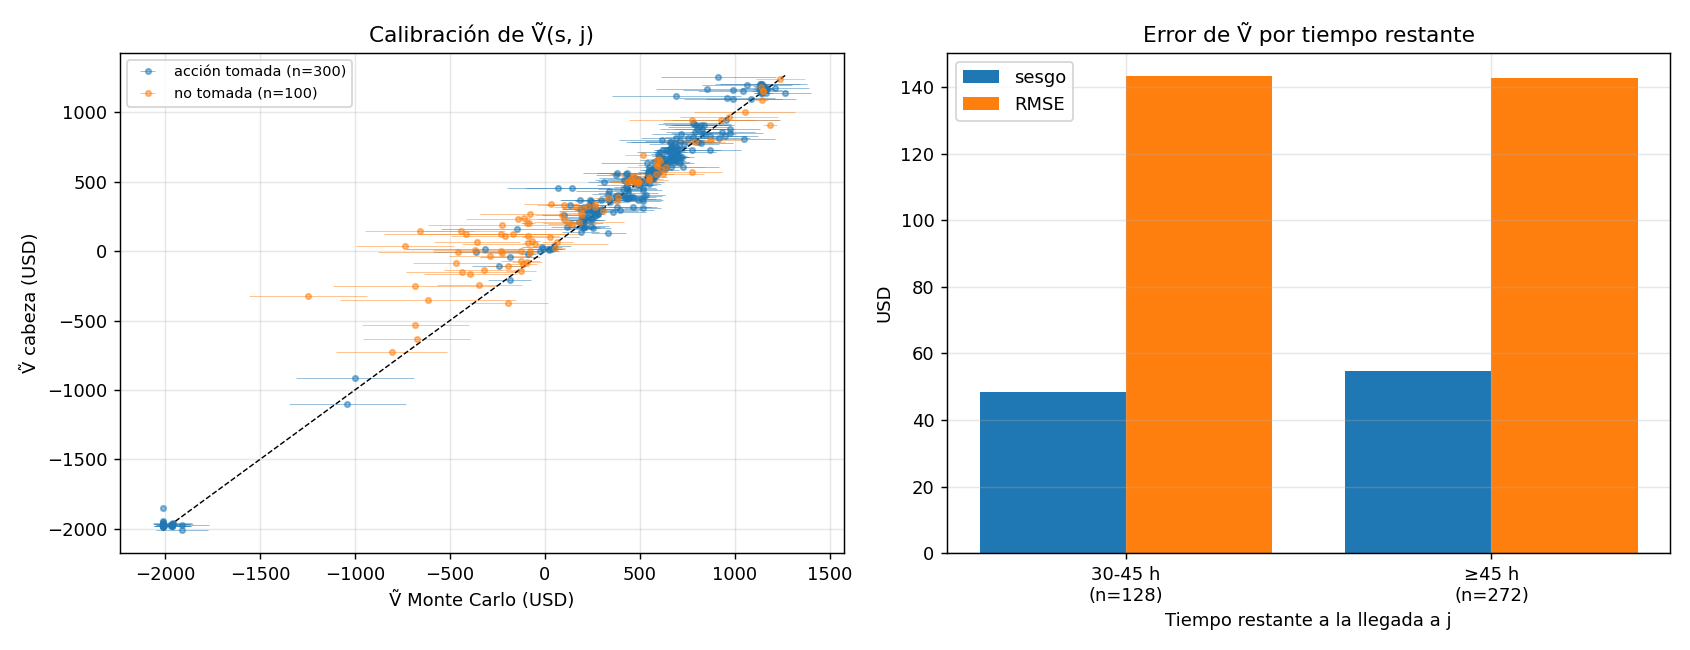 Calibración de Ṽ(s, j)
acción tomada (n=300)
no tomada (n=100)
1000
500
0
−500
−1000
−1500
−2000
Ṽ cabeza (USD)
−2000
−1500
−1000
−500
0
500
1000
1500
Ṽ Monte Carlo (USD)
Error de Ṽ por tiempo restante
sesgo
RMSE
140
120
100
80
60
40
20
0
USD
30-45 h
(n=128)
≥45 h
(n=272)
Tiempo restante a la llegada a j